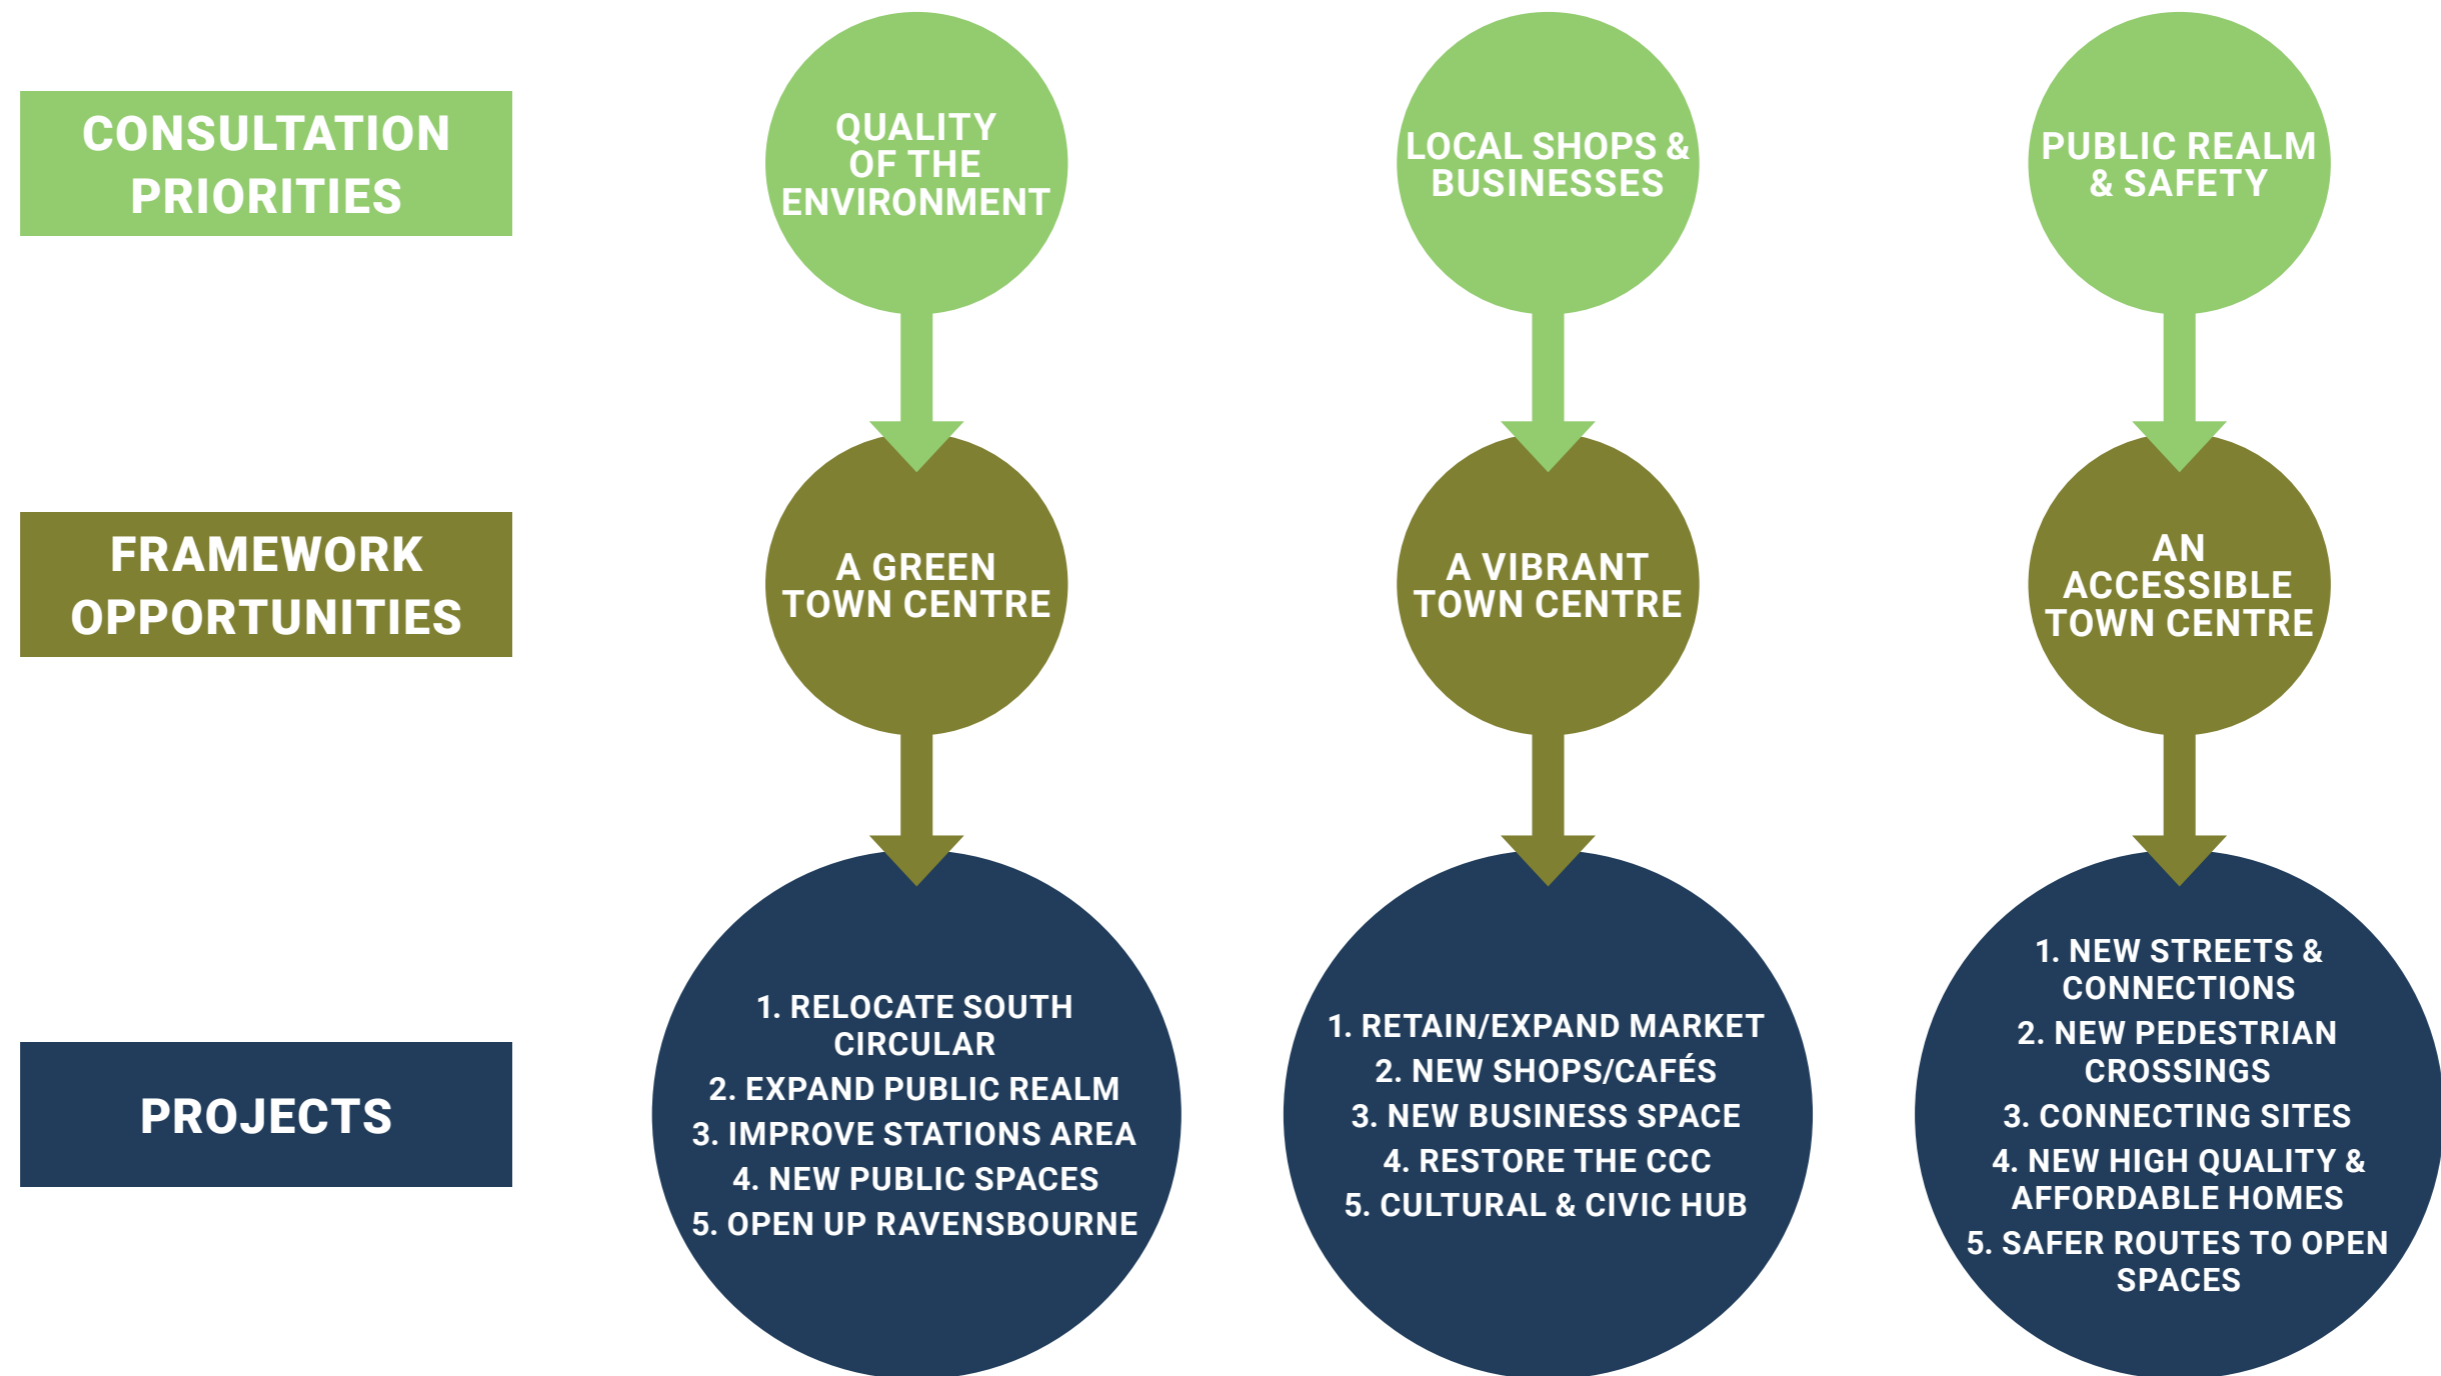 CONSULTATION
PRIORITIES
QUALITY
OF THE
ENVIRONMENT
LOCAL SHOPS &
BUSINESSES
PUBLIC REALM
& SAFETY
FRAMEWORK
OPPORTUNITIES
A GREEN
TOWN CENTRE
A VIBRANT
TOWN CENTRE
AN
ACCESSIBLE
TOWN CENTRE
PROJECTS
1. RELOCATE SOUTH
CIRCULAR
2. EXPAND PUBLIC REALM
3. IMPROVE STATIONS AREA
4. NEW PUBLIC SPACES
5. OPEN UP RAVENSBOURNE
1. RETAIN/EXPAND MARKET
2. NEW SHOPS/CAFÉS
3. NEW BUSINESS SPACE
4. RESTORE THE CCC
5. CULTURAL & CIVIC HUB
1. NEW STREETS &
CONNECTIONS
2. NEW PEDESTRIAN
CROSSINGS
3. CONNECTING SITES
4. NEW HIGH QUALITY &
AFFORDABLE HOMES
5. SAFER ROUTES TO OPEN
SPACES